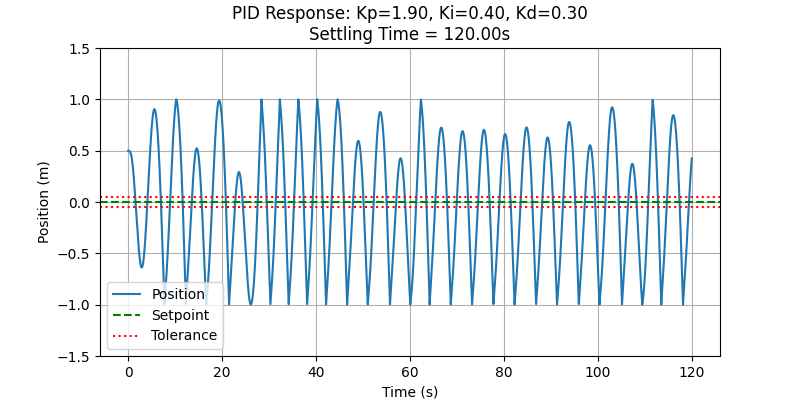 PID Response: Kp=1.90, Ki=0.40, Kd=0.30
Settling Time = 120.00s
1.5
1.0
0.5
0.0
−0.5
−1.0
−1.5
Position (m)
Position
Setpoint
Tolerance
0
20
40
60
80
100
120
Time (s)